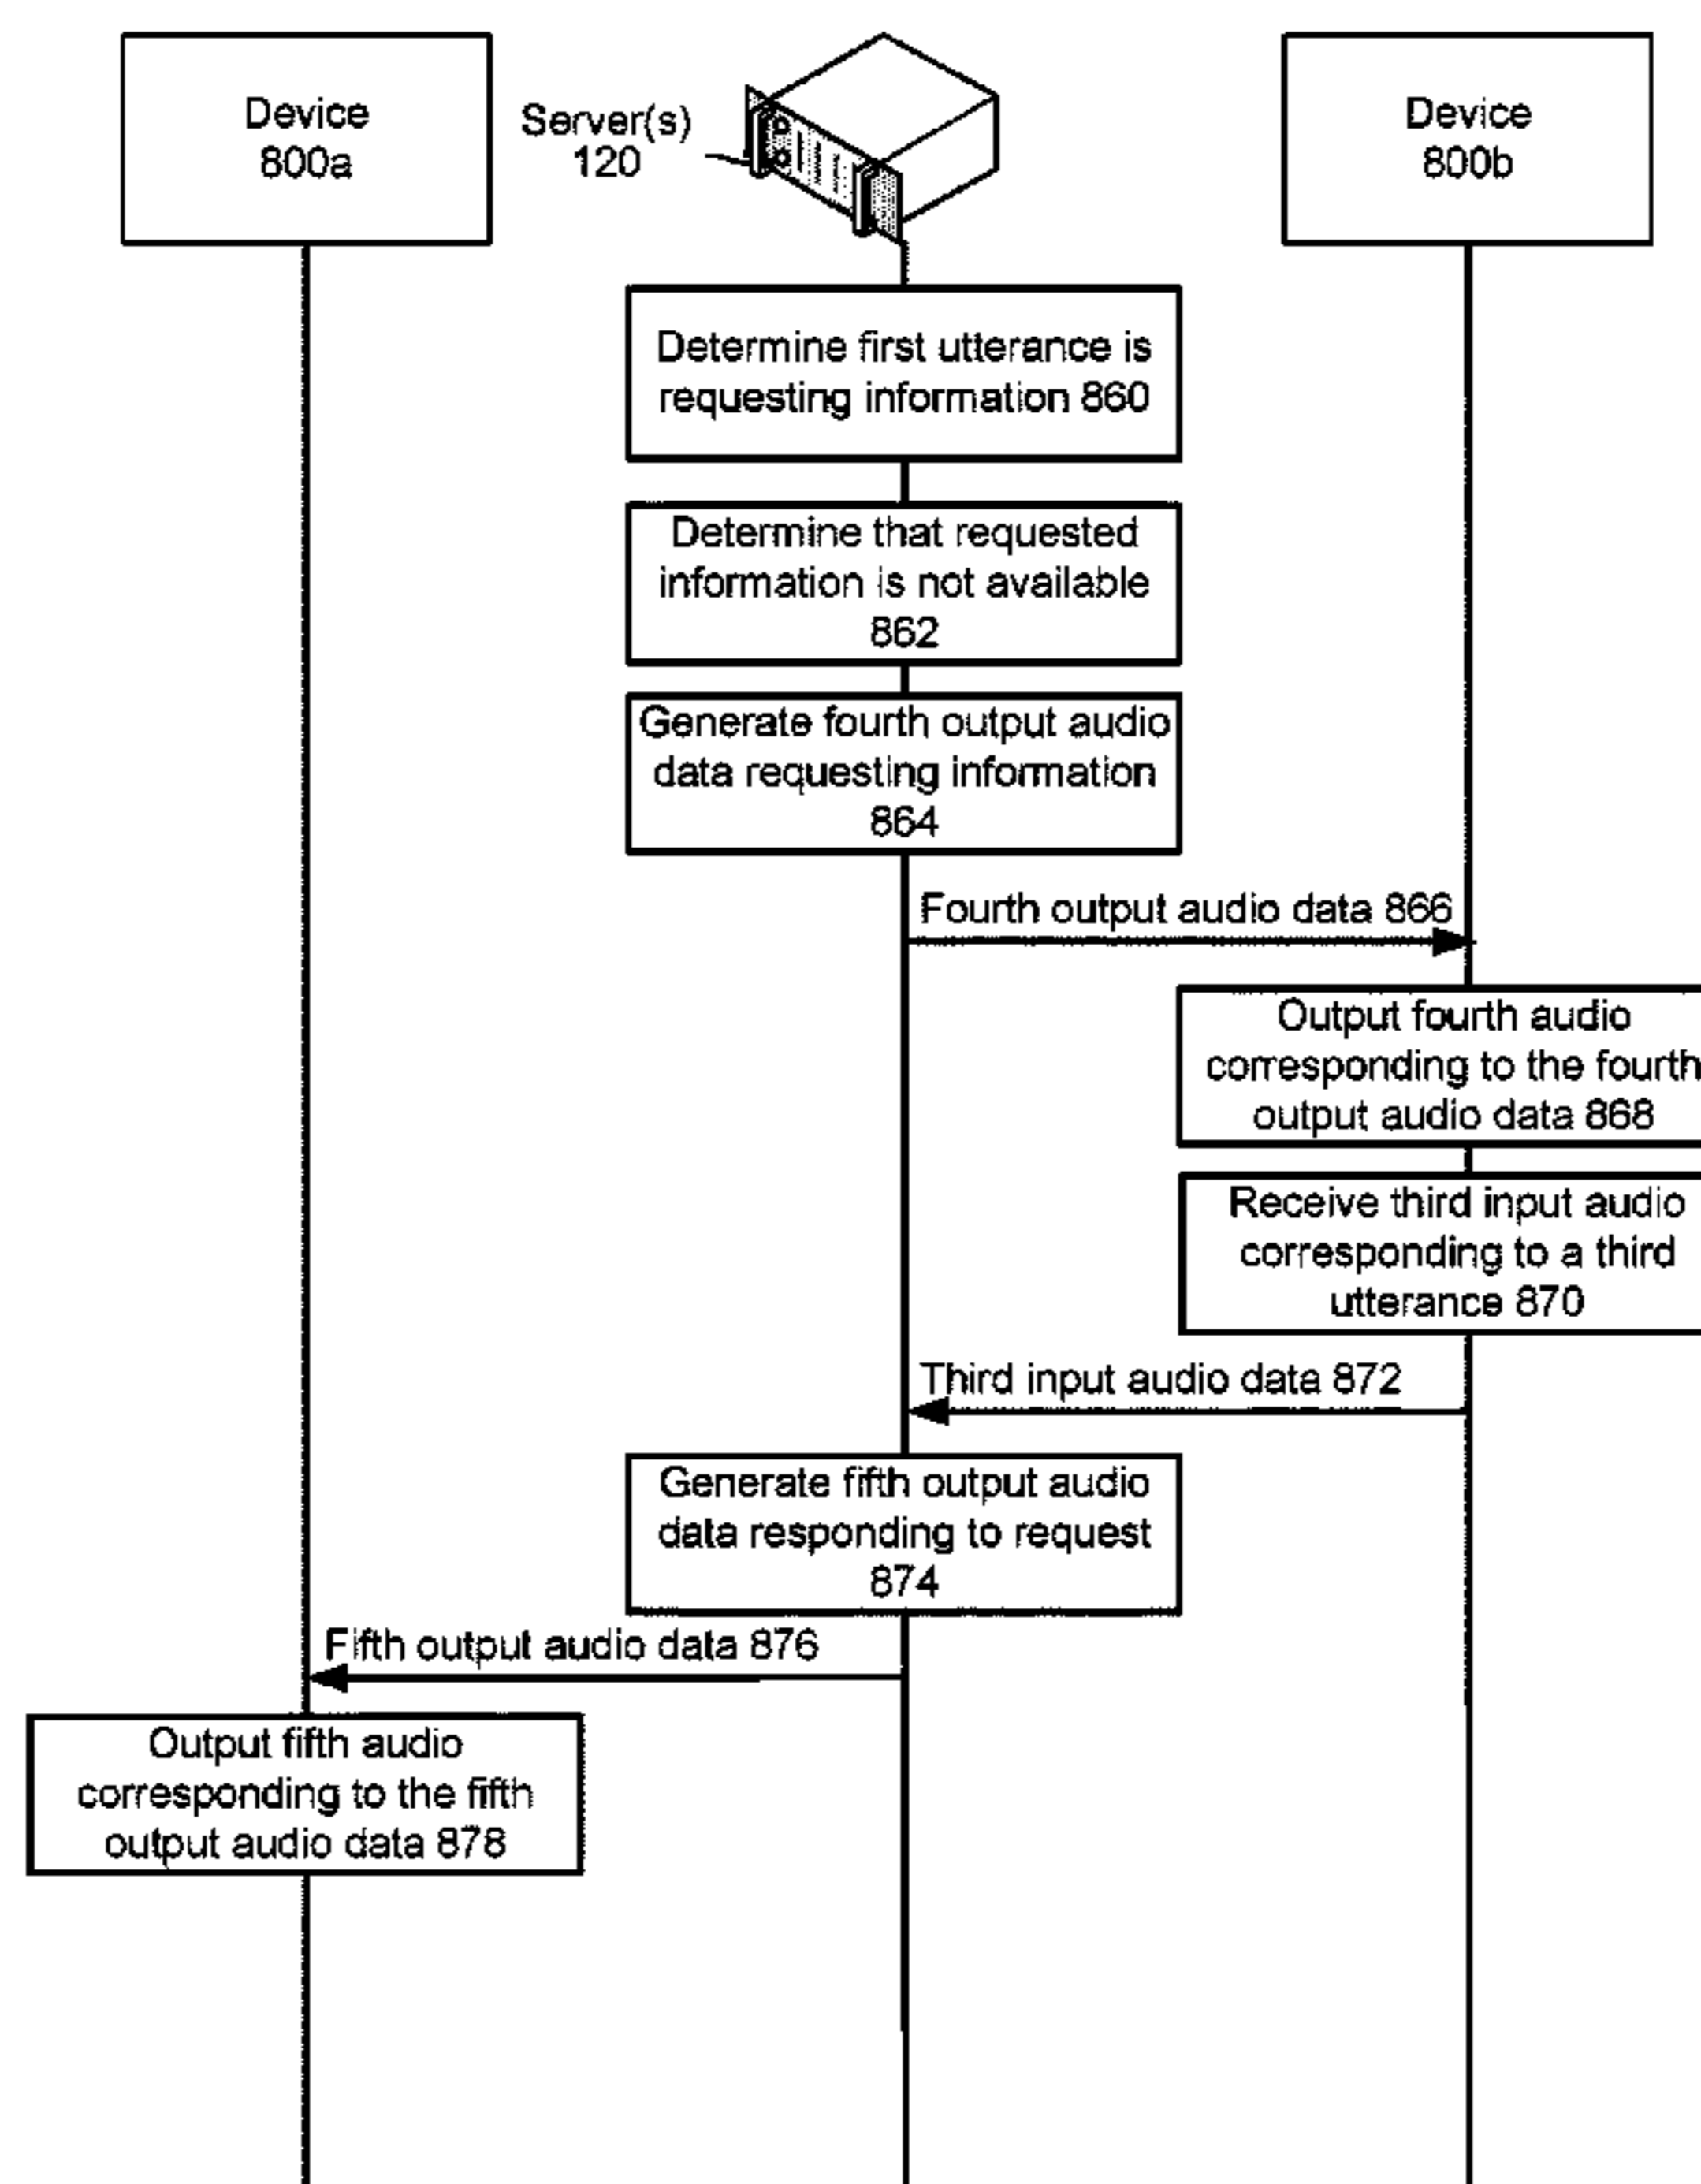 Device
800a
Server(s)
120
Device
800b
Determine first utterance is
requesting information 860
Determine that requested
information is not available
862
Generate fourth output audio
data requesting information
864
Fourth output audio data 866
Output fourth audio
corresponding to the fourth
output audio data 868
Receive third input audio
corresponding to a third
utterance 870
Third input audio data 872
Generate fifth output audio
data responding to request
874
Fifth output audio data 876
Output fifth audio
corresponding to the fifth
output audio data 878